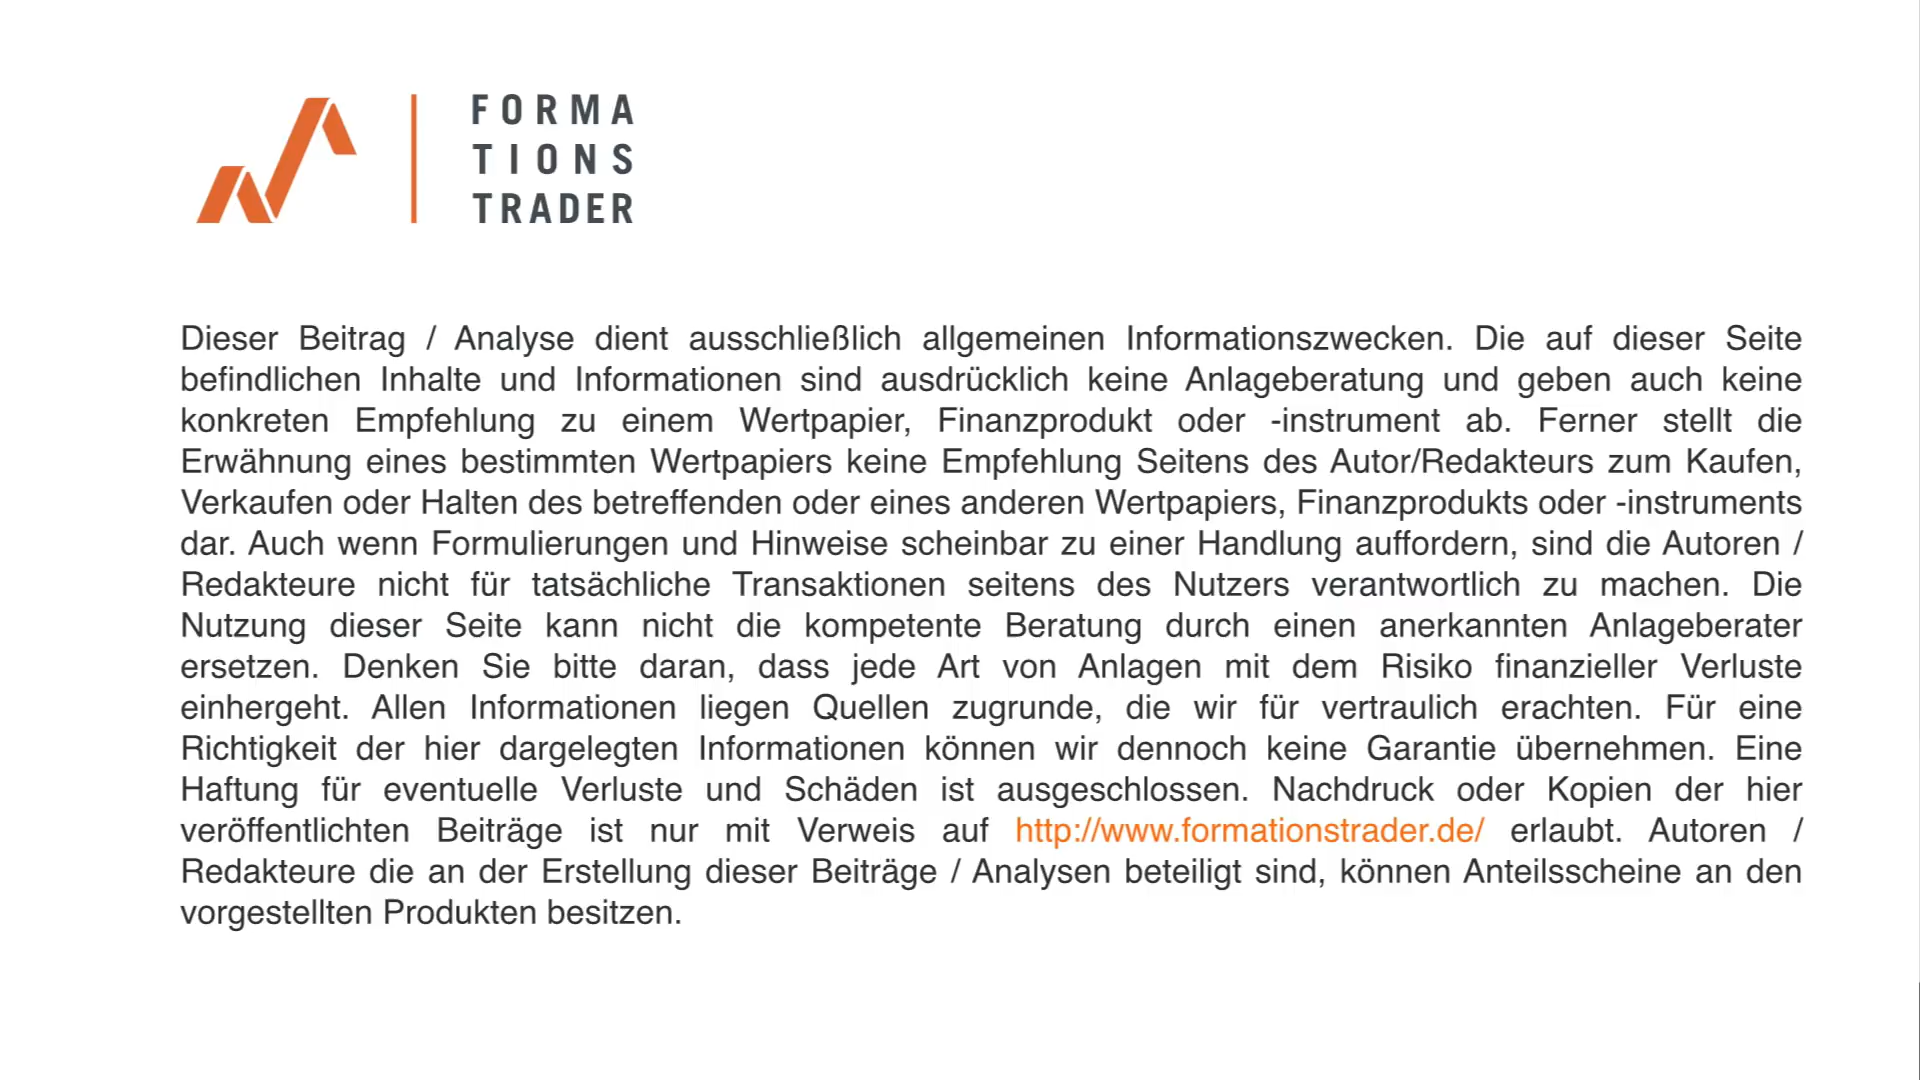 FORMA
TIONS
TRADER
Dieser Beitrag / Analyse dient ausschließlich allgemeinen Informationszwecken. Die auf dieser Seite
befindlichen Inhalte und Informationen sind ausdrücklich keine Anlageberatung und geben auch keine
konkreten Empfehlung zu einem Wertpapier, Finanzprodukt oder -instrument ab. Ferner stellt die
Erwähnung eines bestimmten Wertpapiers keine Empfehlung Seitens des Autor/Redakteurs zum Kaufen,
Verkaufen oder Halten des betreffenden oder eines anderen Wertpapiers, Finanzprodukts oder -instruments
dar. Auch wenn Formulierungen und Hinweise scheinbar zu einer Handlung auffordern, sind die Autoren /
Redakteure nicht für tatsächliche Transaktionen seitens des Nutzers verantwortlich zu machen. Die
Nutzung dieser Seite kann nicht die kompetente Beratung durch einen anerkannten Anlageberater
ersetzen. Denken Sie bitte daran, dass jede Art von Anlagen mit dem Risiko finanzieller Verluste
einhergeht. Allen Informationen liegen Quellen zugrunde, die wir für vertraulich erachten. Für eine
Richtigkeit der hier dargelegten Informationen können wir dennoch keine Garantie übernehmen. Eine
Haftung für eventuelle Verluste und Schäden ist ausgeschlossen. Nachdruck oder Kopien der hier
veröffentlichten Beiträge ist nur mit Verweis auf http://www.formationstrader.de/ erlaubt. Autoren /
Redakteure die an der Erstellung dieser Beiträge / Analysen beteiligt sind, können Anteilsscheine an den
vorgestellten Produkten besitzen.